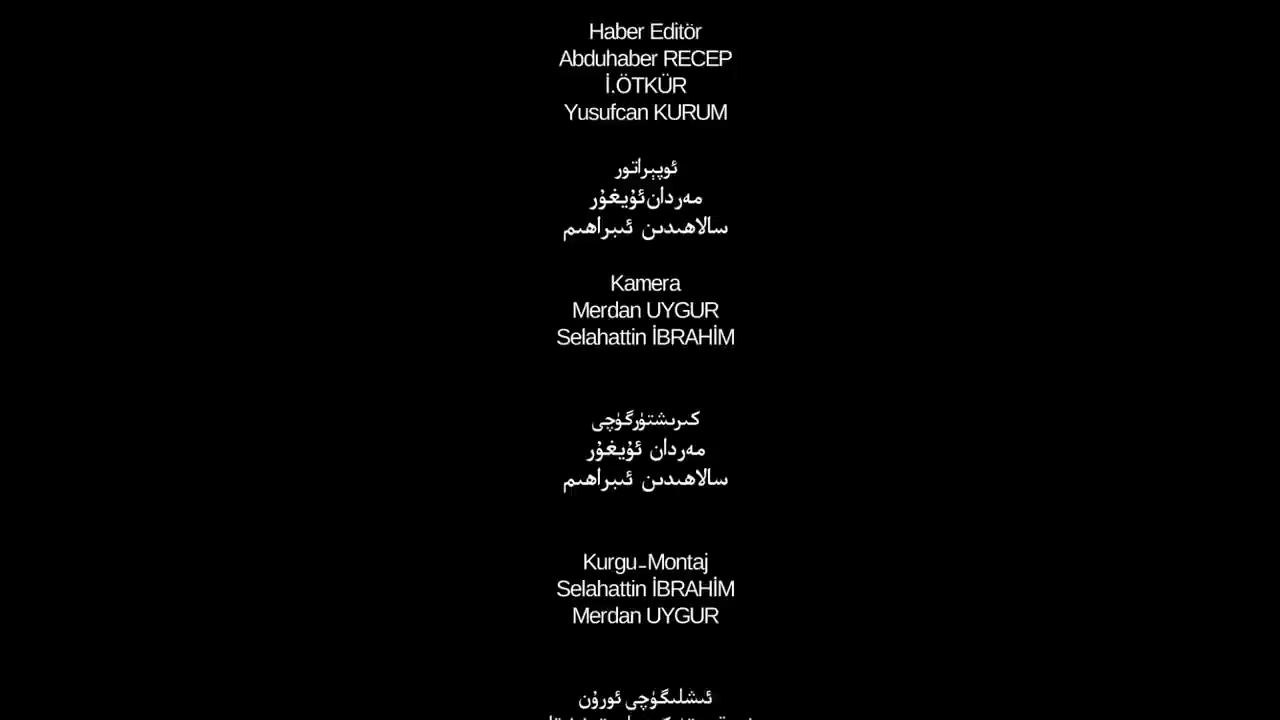 Haber Editör
Abduhaber RECEP
İ.ÖTKÜR
Yusufcan KURUM
ئوپېراتور
مەردان ئۇيغۇر
سالاھىدىن ئىبراھىم
Kamera
Merdan UYGUR
Selahattin İBRAHİM
كىرىشتۈرگۈچى
مەردان ئۇيغۇر
سالاھىدىن ئىبراھىم
Kurgu-Montaj
Selahattin İBRAHİM
Merdan UYGUR
ئىشلىگۈچى ئورۇن